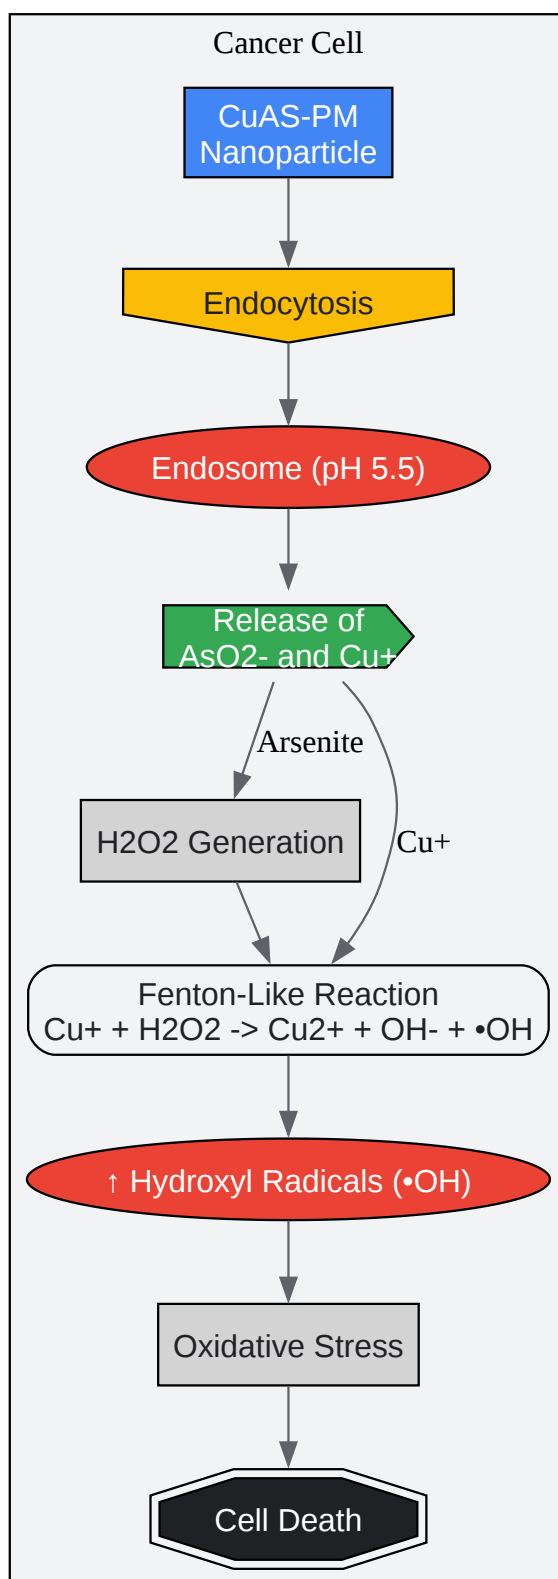 Cancer Cell
CuAS-PM
Nanoparticle
Endocytosis
Endosome (pH 5.5)
Release of
AsO2- and Cu+
Arsenite
H2O2 Generation
Cu+
Fenton-Like Reaction
Cu+ + H2O2 -> Cu2+ + OH- + •OH
↑ Hydroxyl Radicals (•OH)
Oxidative Stress
Cell Death